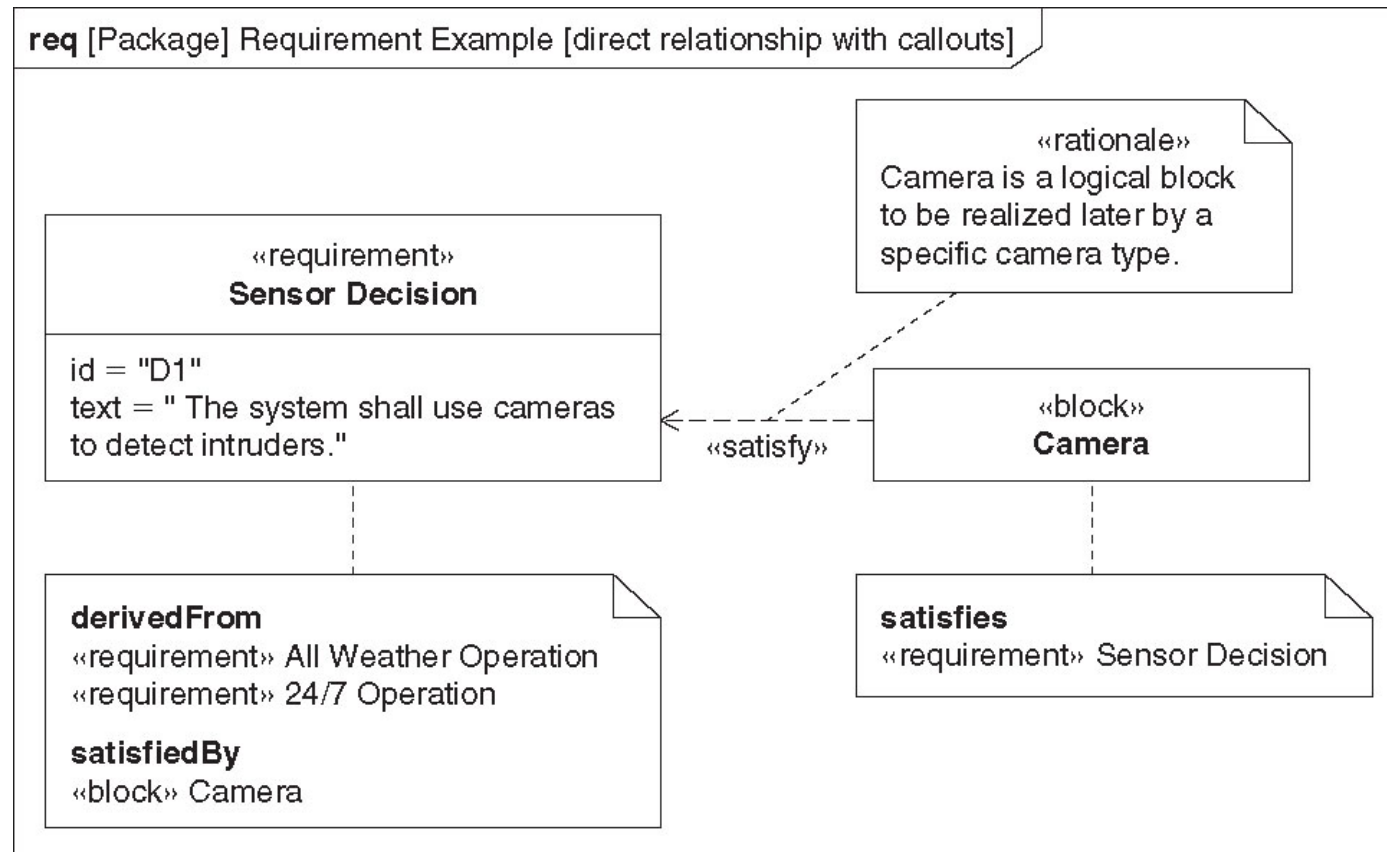 req [Package] Requirement Example [direct relationship with callouts]
«rationale»
Camera is a logical block
to be realized later by a
specific camera type.
«requirement»
Sensor Decision
id = "D1"
text = " The system shall use cameras
to detect intruders."
«satisfy»
«block»
Camera
derivedFrom
«requirement» All Weather Operation
«requirement» 24/7 Operation
satisfiedBy
«block» Camera
satisfies
«requirement» Sensor Decision